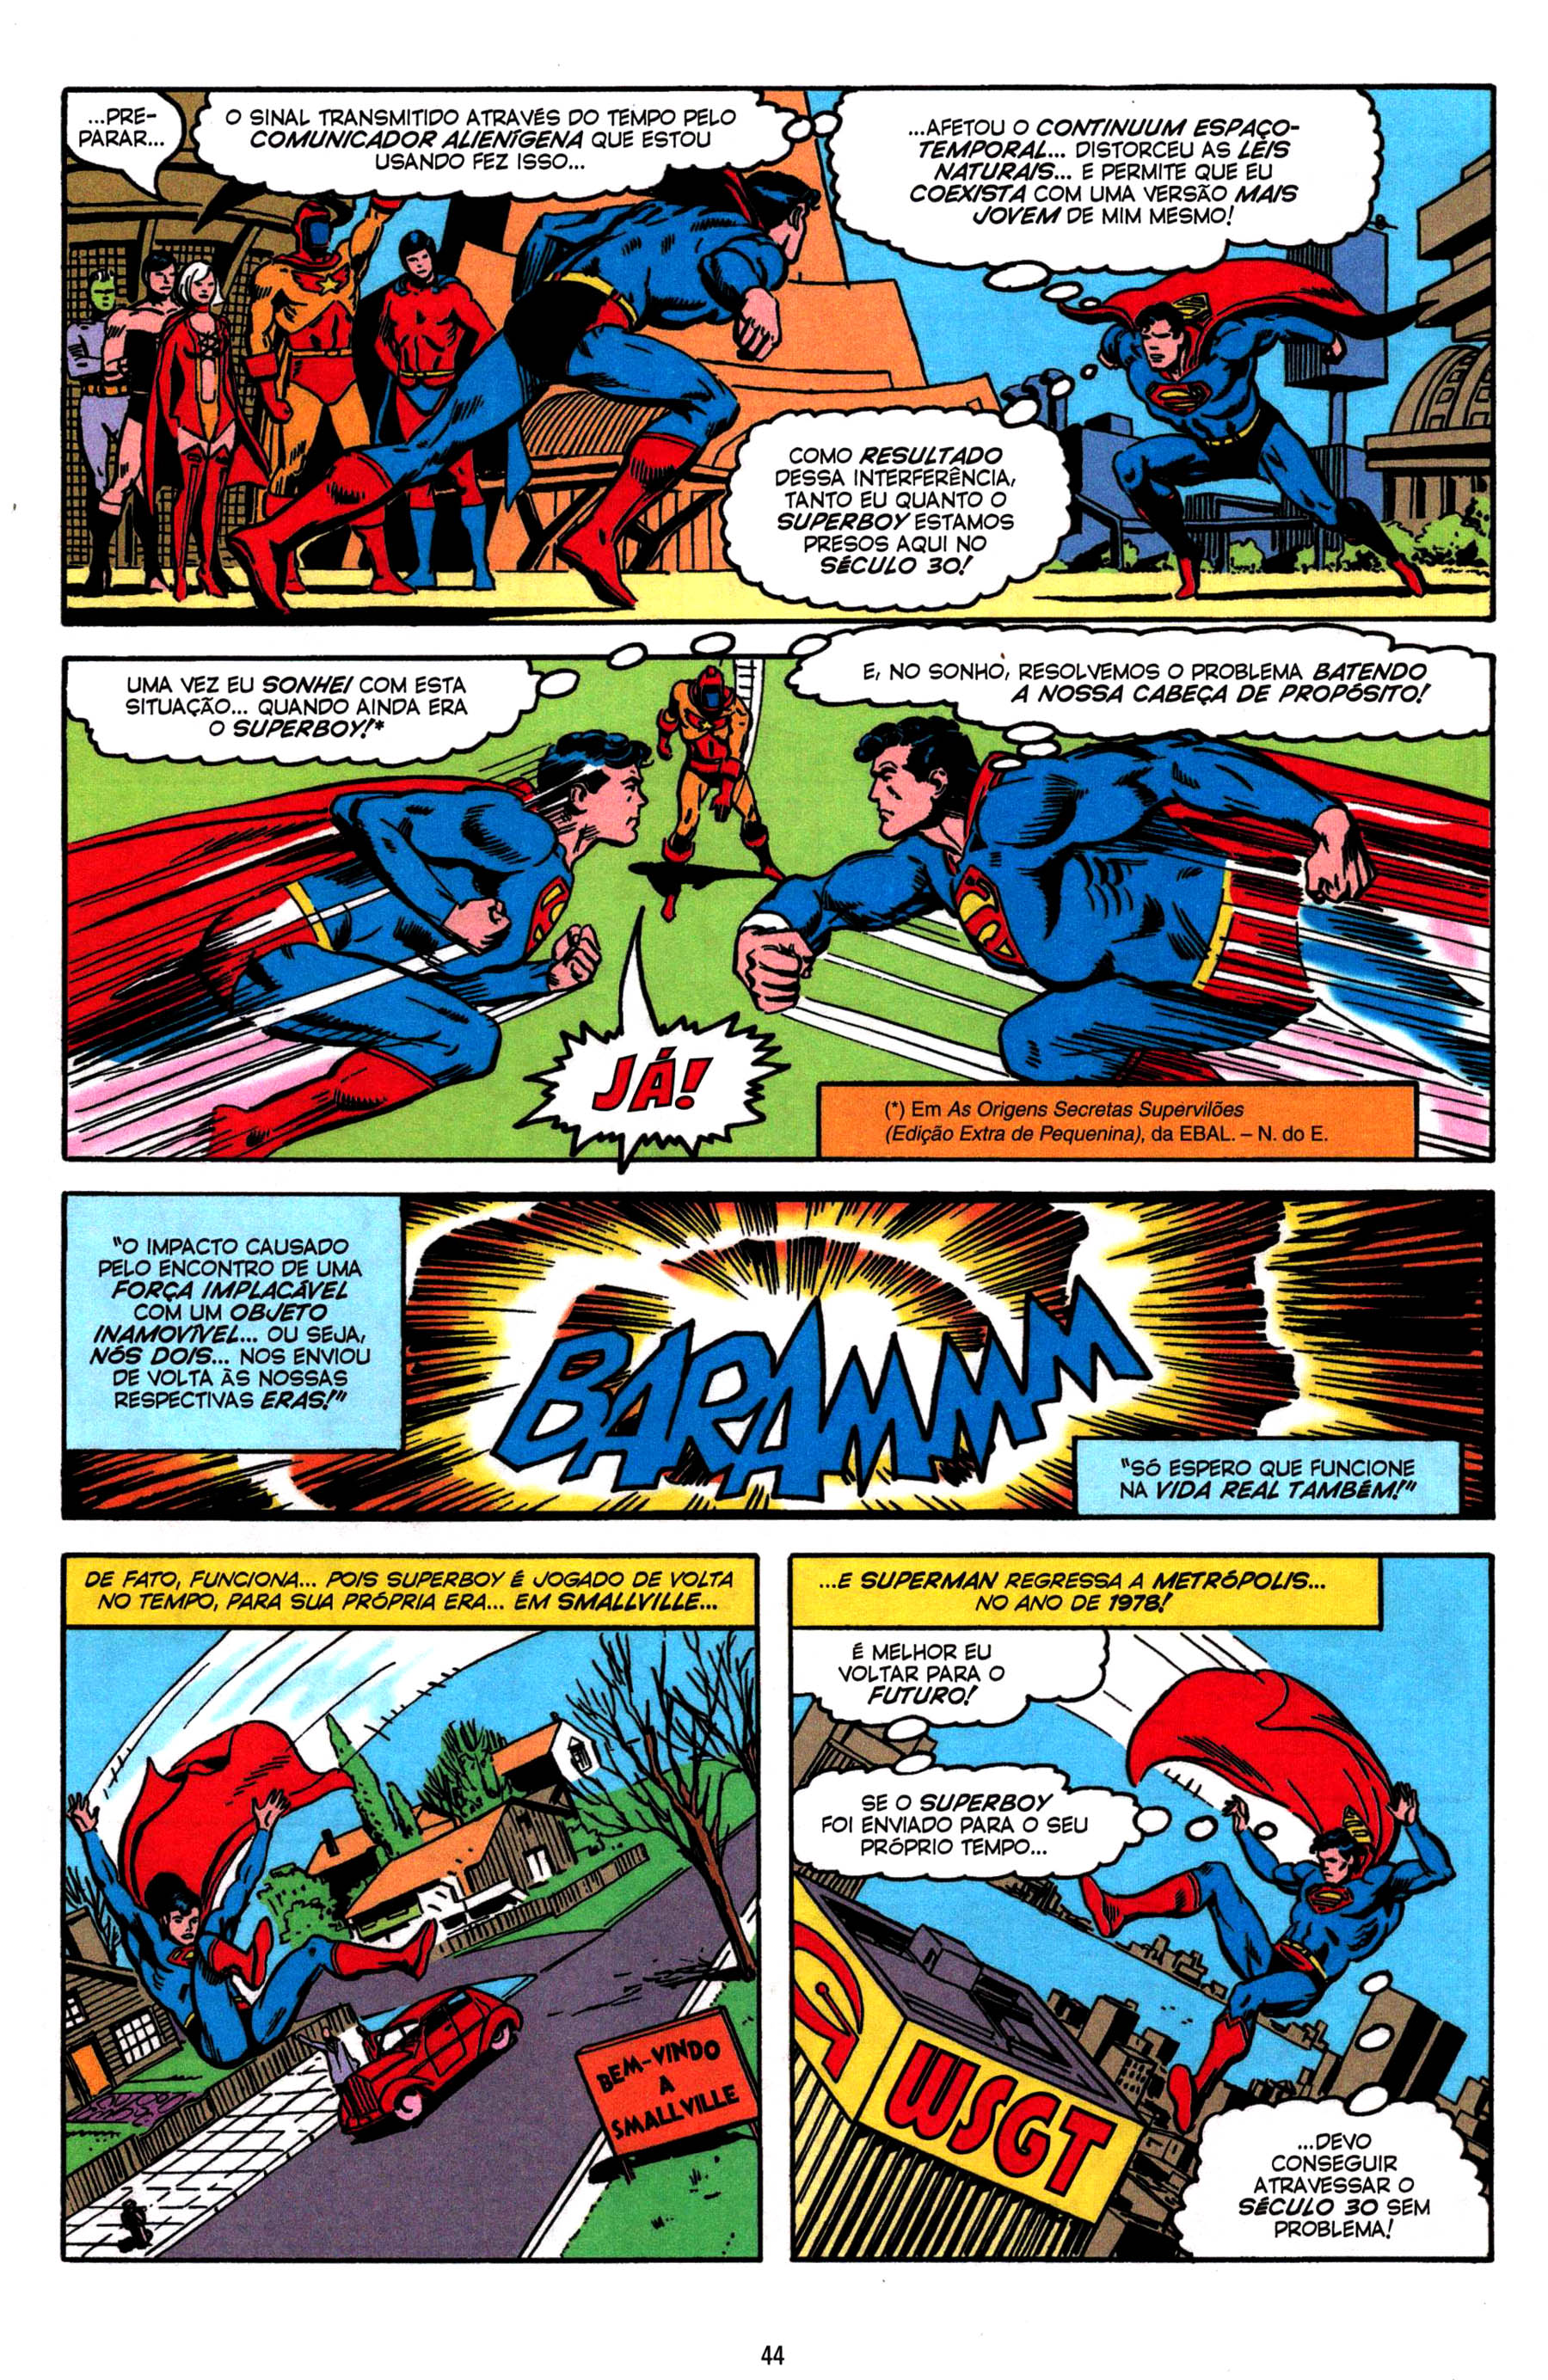 ...PRE-
PARAR...
O SINAL TRANSMITIDO ATRAVÉS DO TEMPO PELO
COMUNICADOR ALIENÍGENA QUE ESTOU
USANDO FEZ ISSO...
...AFETOU O CONTINUUM ESPAÇO-
TEMPORAL... DISTORCEU AS LEIS
NATURAIS... E PERMITE QUE EU
COEXISTA COM UMA VERSÃO MAIS
JOVEM DE MIM MESMO!
COMO RESULTADO
DESSA INTERFERÊNCIA,
TANTO EU QUANTO O
SUPERBOY ESTAMOS
PRESOS AQUI NO
SÉCULO 30!
UMA VEZ EU SONHEI COM ESTA
SITUAÇÃO... QUANDO AINDA ERA
O SUPERBOY!*
E, NO SONHO, RESOLVEMOS O PROBLEMA BATENDO
A NOSSA CABEÇA DE PROPÓSITO!
JÁ!
(*) Em As Origens Secretas Supervilões
(Edição Extra de Pequenina), da EBAL. – N. do E.
"O IMPACTO CAUSADO
PELO ENCONTRO DE UMA
FORÇA IMPLACÁVEL
COM UM OBJETO
INAMOVÍVEL... OU SEJA,
NÓS DOIS... NOS ENVIOU
DE VOLTA ÀS NOSSAS
RESPECTIVAS ERAS!"
BARAMMM
"SÓ ESPERO QUE FUNCIONE
NA VIDA REAL TAMBÉM!"
DE FATO, FUNCIONA... POIS SUPERBOY É JOGADO DE VOLTA
NO TEMPO, PARA SUA PRÓPRIA ERA... EM SMALLVILLE...
BEM-VINDO
A
SMALLVILLE
...E SUPERMAN REGRESSA A METRÓPOLIS...
NO ANO DE 1978!
É MELHOR EU
VOLTAR PARA O
FUTURO!
SE O SUPERBOY
FOI ENVIADO PARA O SEU
PRÓPRIO TEMPO...
WSGT
...DEVO
CONSEGUIR
ATRAVESSAR O
SÉCULO 30 SEM
PROBLEMA!
44